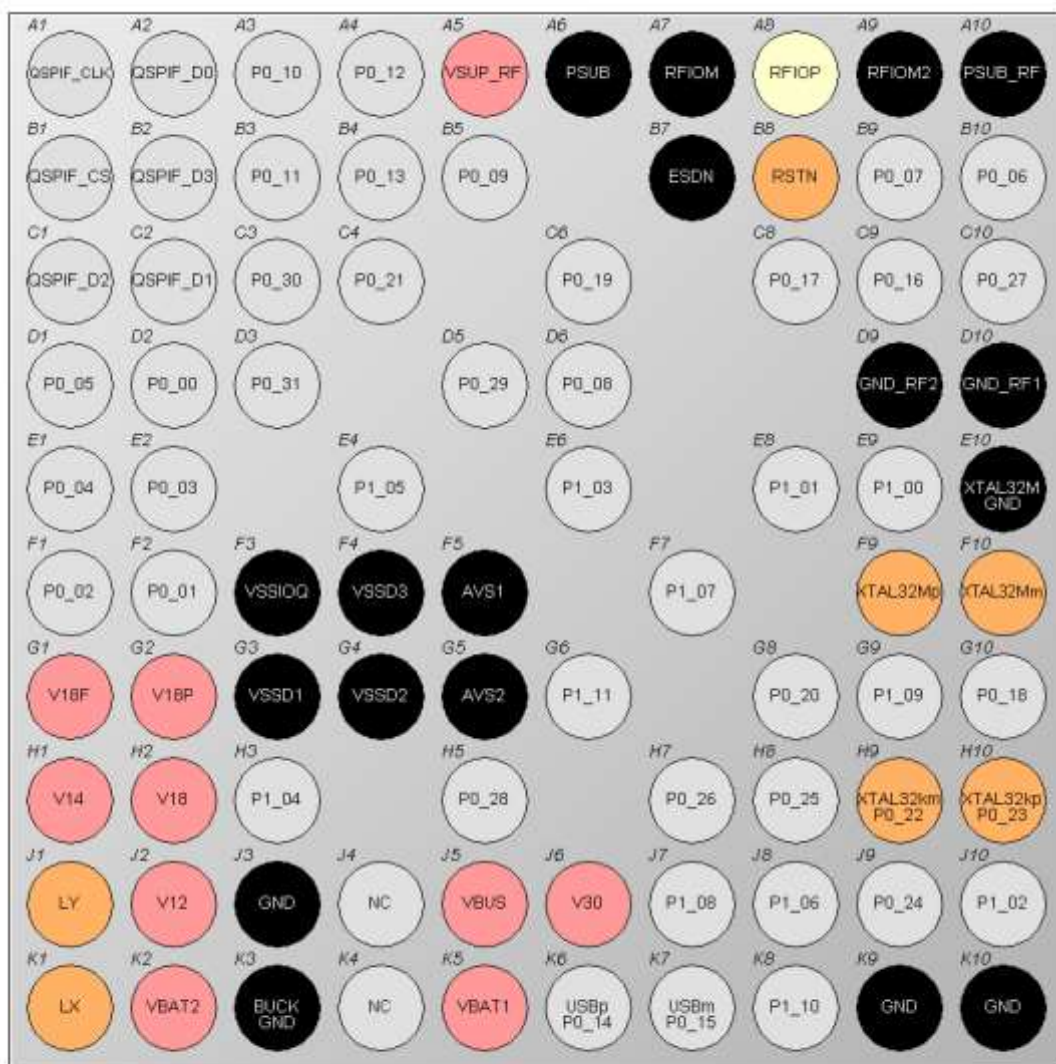 A1 A2 A3 A4 A5 A6 A7 A8 A9 A10
QSPIF_CLK QSPIF_D0 P0_10 P0_12 VSUP_RF PSUB RFIOM RFIOP RFIOM2 PSUB_RF
B1 B2 B3 B4 B5 B7 B8 B9 B10
QSPIF_CS QSPIF_D3 P0_11 P0_13 P0_09 ESDN RSTN P0_07 P0_06
C1 C2 C3 C4 C6 C8 C9 C10
QSPIF_D2 QSPIF_D1 P0_30 P0_21 P0_19 P0_17 P0_16 P0_27
D1 D2 D3 D5 D6 D9 D10
P0_05 P0_00 P0_31 P0_29 P0_08 GND_RF2 GND_RF1
E1 E2 E4 E6 E8 E9 E10
P0_04 P0_03 P1_05 P1_03 P1_01 P1_00 XTAL32M
GND
F1 F2 F3 F4 F5 F7 F9 F10
P0_02 P0_01 VSSIOQ VSSD3 AVS1 P1_07 XTAL32Mp XTAL32Mm
G1 G2 G3 G4 G5 G6 G8 G9 G10
V18F V18P VSSD1 VSSD2 AVS2 P1_11 P0_20 P1_09 P0_18
H1 H2 H3 H5 H7 H8 H9 H10
V14 V18 P1_04 P0_28 P0_26 P0_25 XTAL32km XTAL32kp
P0_22 P0_23
J1 J2 J3 J4 J5 J6 J7 J8 J9 J10
LY V12 GND NC VBUS V30 P1_08 P1_06 P0_24 P1_02
K1 K2 K3 K4 K5 K6 K7 K8 K9 K10
LX VBAT2 BUCK NC VBAT1 USBp USBm P1_10 GND GND
GND P0_14 P0_15